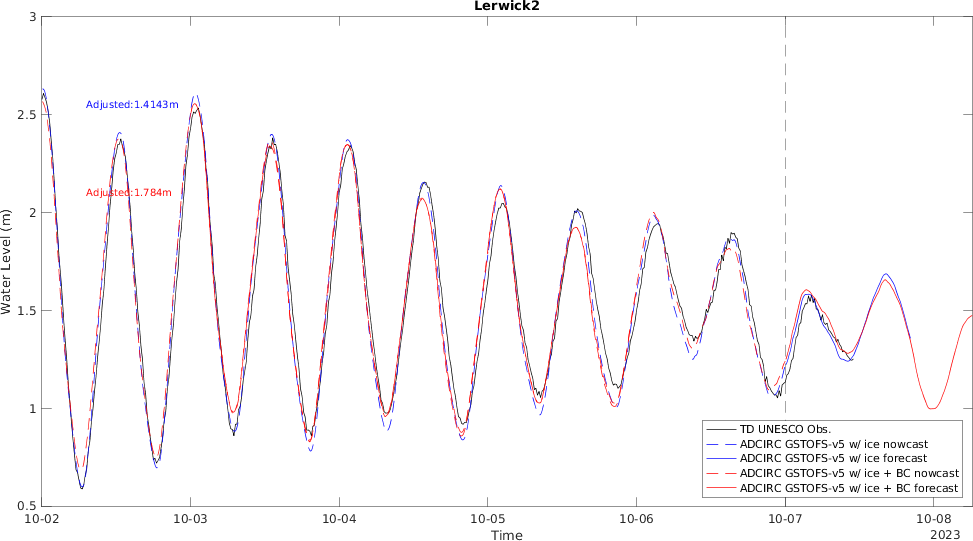 Lerwick2
3
2.5
2
1.5
1
0.5
Water Level (m)
Adjusted:1.4143m
Adjusted:1.784m
TD UNESCO Obs.
ADCIRC GSTOFS-v5 w/ ice nowcast
ADCIRC GSTOFS-v5 w/ ice forecast
ADCIRC GSTOFS-v5 w/ ice + BC nowcast
ADCIRC GSTOFS-v5 w/ ice + BC forecast
10-02 10-03 10-04 10-05 10-06 10-07 10-08
Time
2023